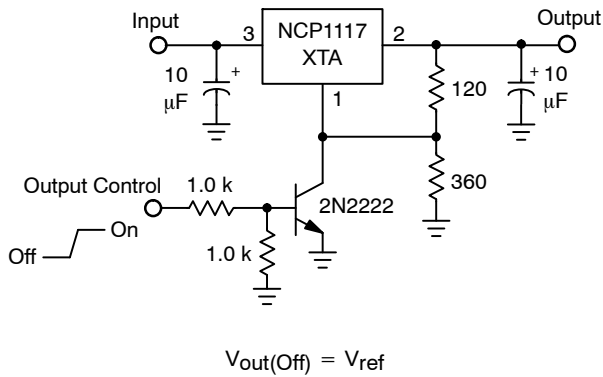 Input
Output
3
NCP1117
XTA
2
10
μF
+
1
120
+ 10
μF
360
Output Control
1.0 k
2N2222
On
Off
1.0 k
Vout(Off) = Vref